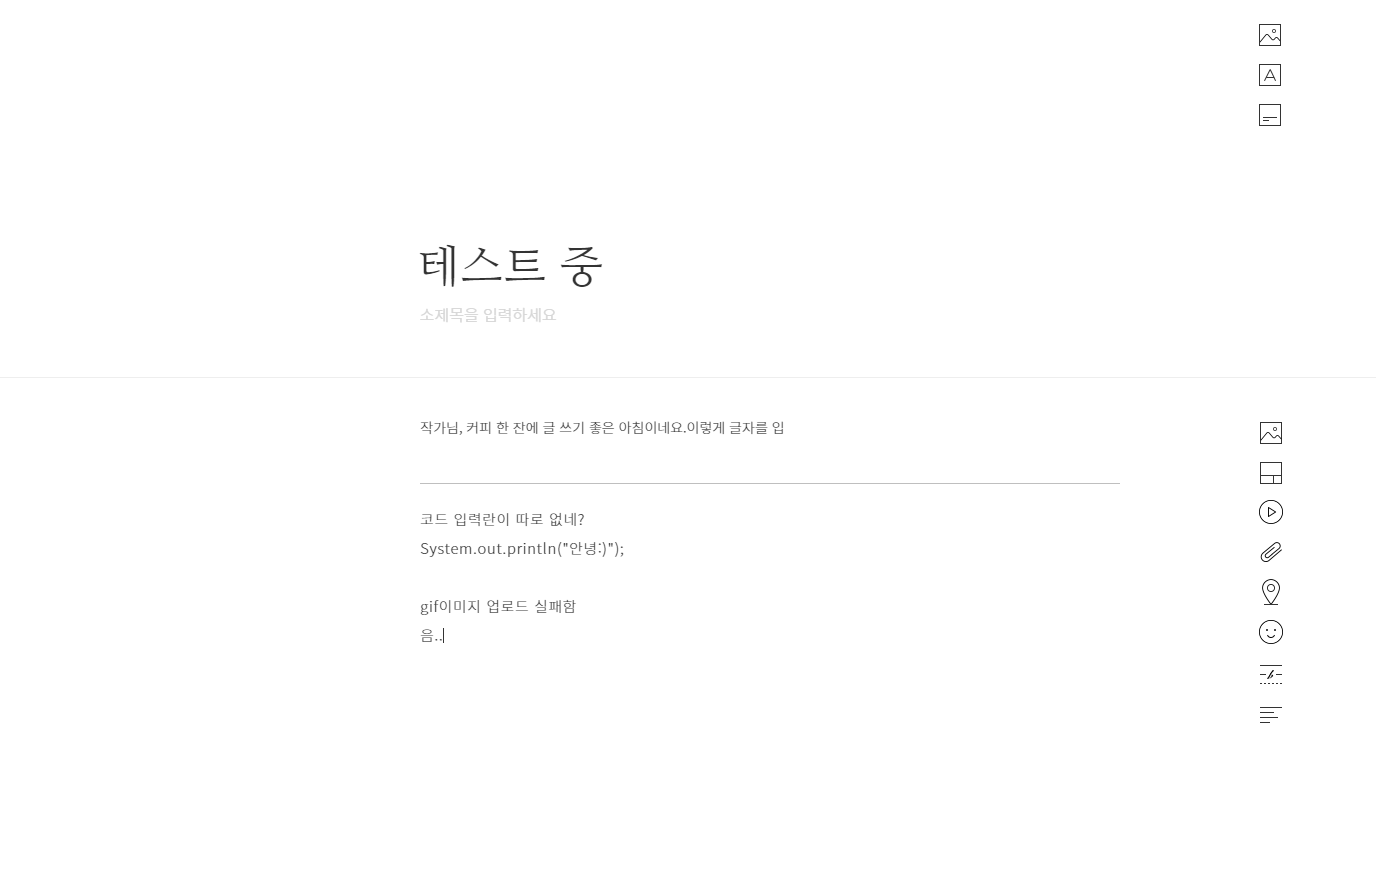 테스트 중
소제목을 입력하세요
작가님, 커피 한 잔에 글 쓰기 좋은 아침이네요.이렇게 글자를 입
코드 입력란이 따로 없네?
System.out.println("안녕:)");
gif이미지 업로드 실패함
음..